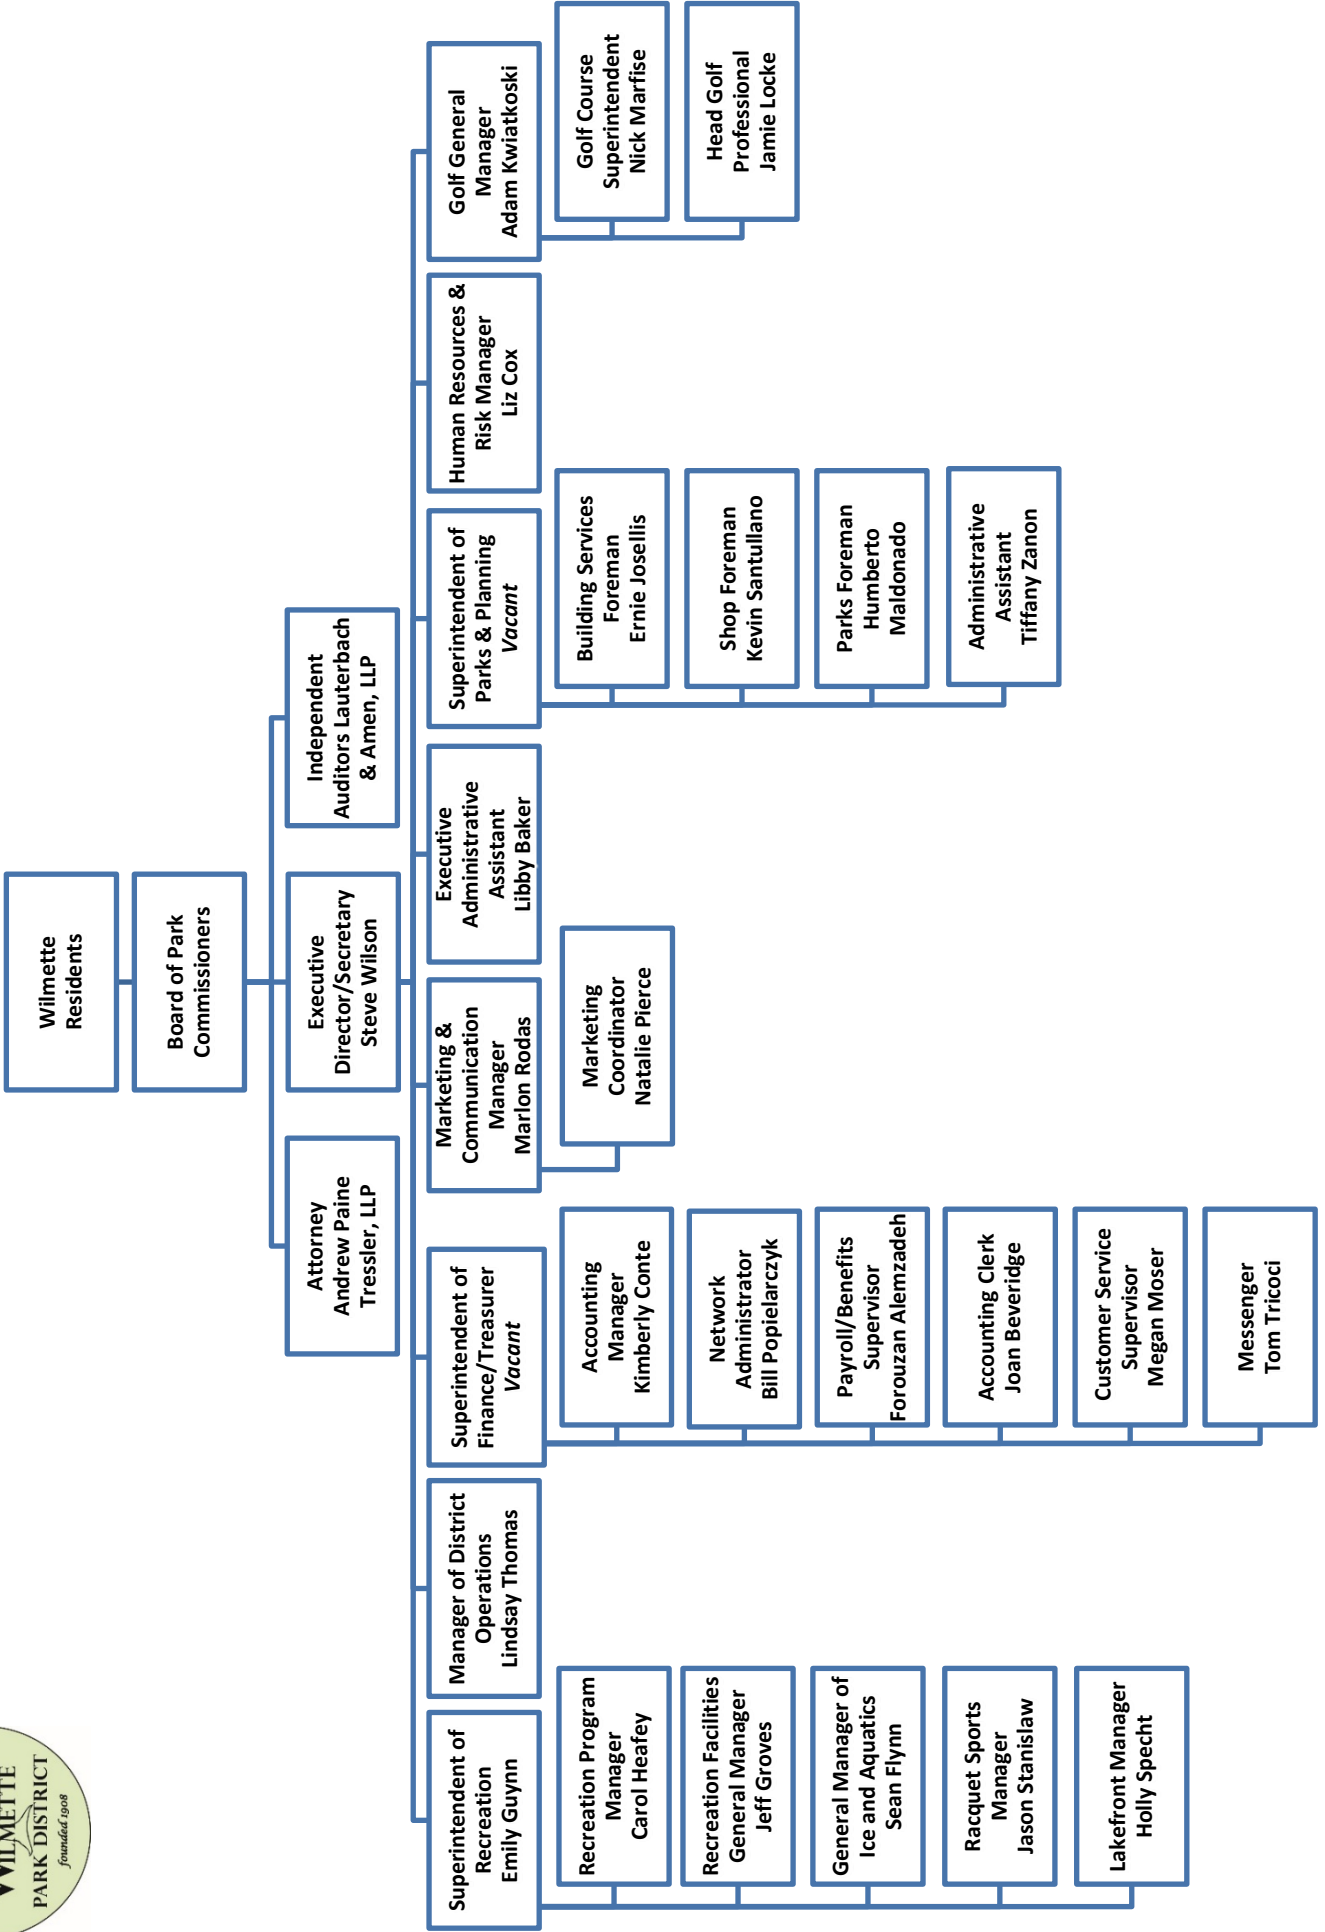 WILMETTE
PARK DISTRICT
founded 1908
Wilmette
Residents
Board of Park
Commissioners
Attorney
Andrew Paine
Tressler, LLP
Executive
Director/Secretary
Steve Wilson
Independent
Auditors Lauterbach
& Amen, LLP
Superintendent of
Recreation
Emily Guynn
Manager of District
Operations
Lindsay Thomas
Superintendent of
Finance/Treasurer
Vacant
Marketing &
Communication
Manager
Marlon Rodas
Executive
Administrative
Assistant
Libby Baker
Superintendent of
Parks & Planning
Vacant
Human Resources &
Risk Manager
Liz Cox
Golf General
Manager
Adam Kwiatkoski
Recreation Program
Manager
Carol Heafey
Recreation Facilities
General Manager
Jeff Groves
General Manager of
Ice and Aquatics
Sean Flynn
Racquet Sports
Manager
Jason Stanislaw
Lakefront Manager
Holly Specht
Accounting
Manager
Kimberly Conte
Network
Administrator
Bill Popielarczyk
Payroll/Benefits
Supervisor
Forouzan Alemzadeh
Accounting Clerk
Joan Beveridge
Customer Service
Supervisor
Megan Moser
Messenger
Tom Tricoci
Marketing
Coordinator
Natalie Pierce
Building Services
Foreman
Ernie Josellis
Shop Foreman
Kevin Santullano
Parks Foreman
Humberto
Maldonado
Administrative
Assistant
Tiffany Zanon
Golf Course
Superintendent
Nick Marfise
Head Golf
Professional
Jamie Locke